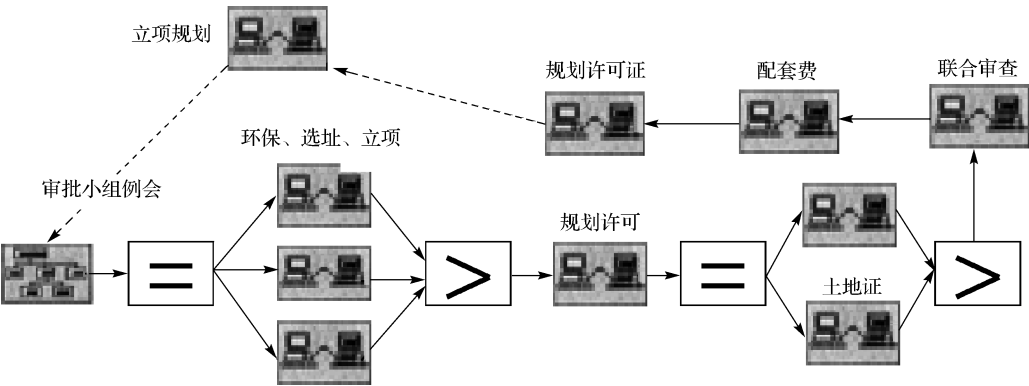 立项规划
规划许可证
配套费
联合审查
环保、选址、立项
审批小组例会
规划许可
土地证
=
>
=
>